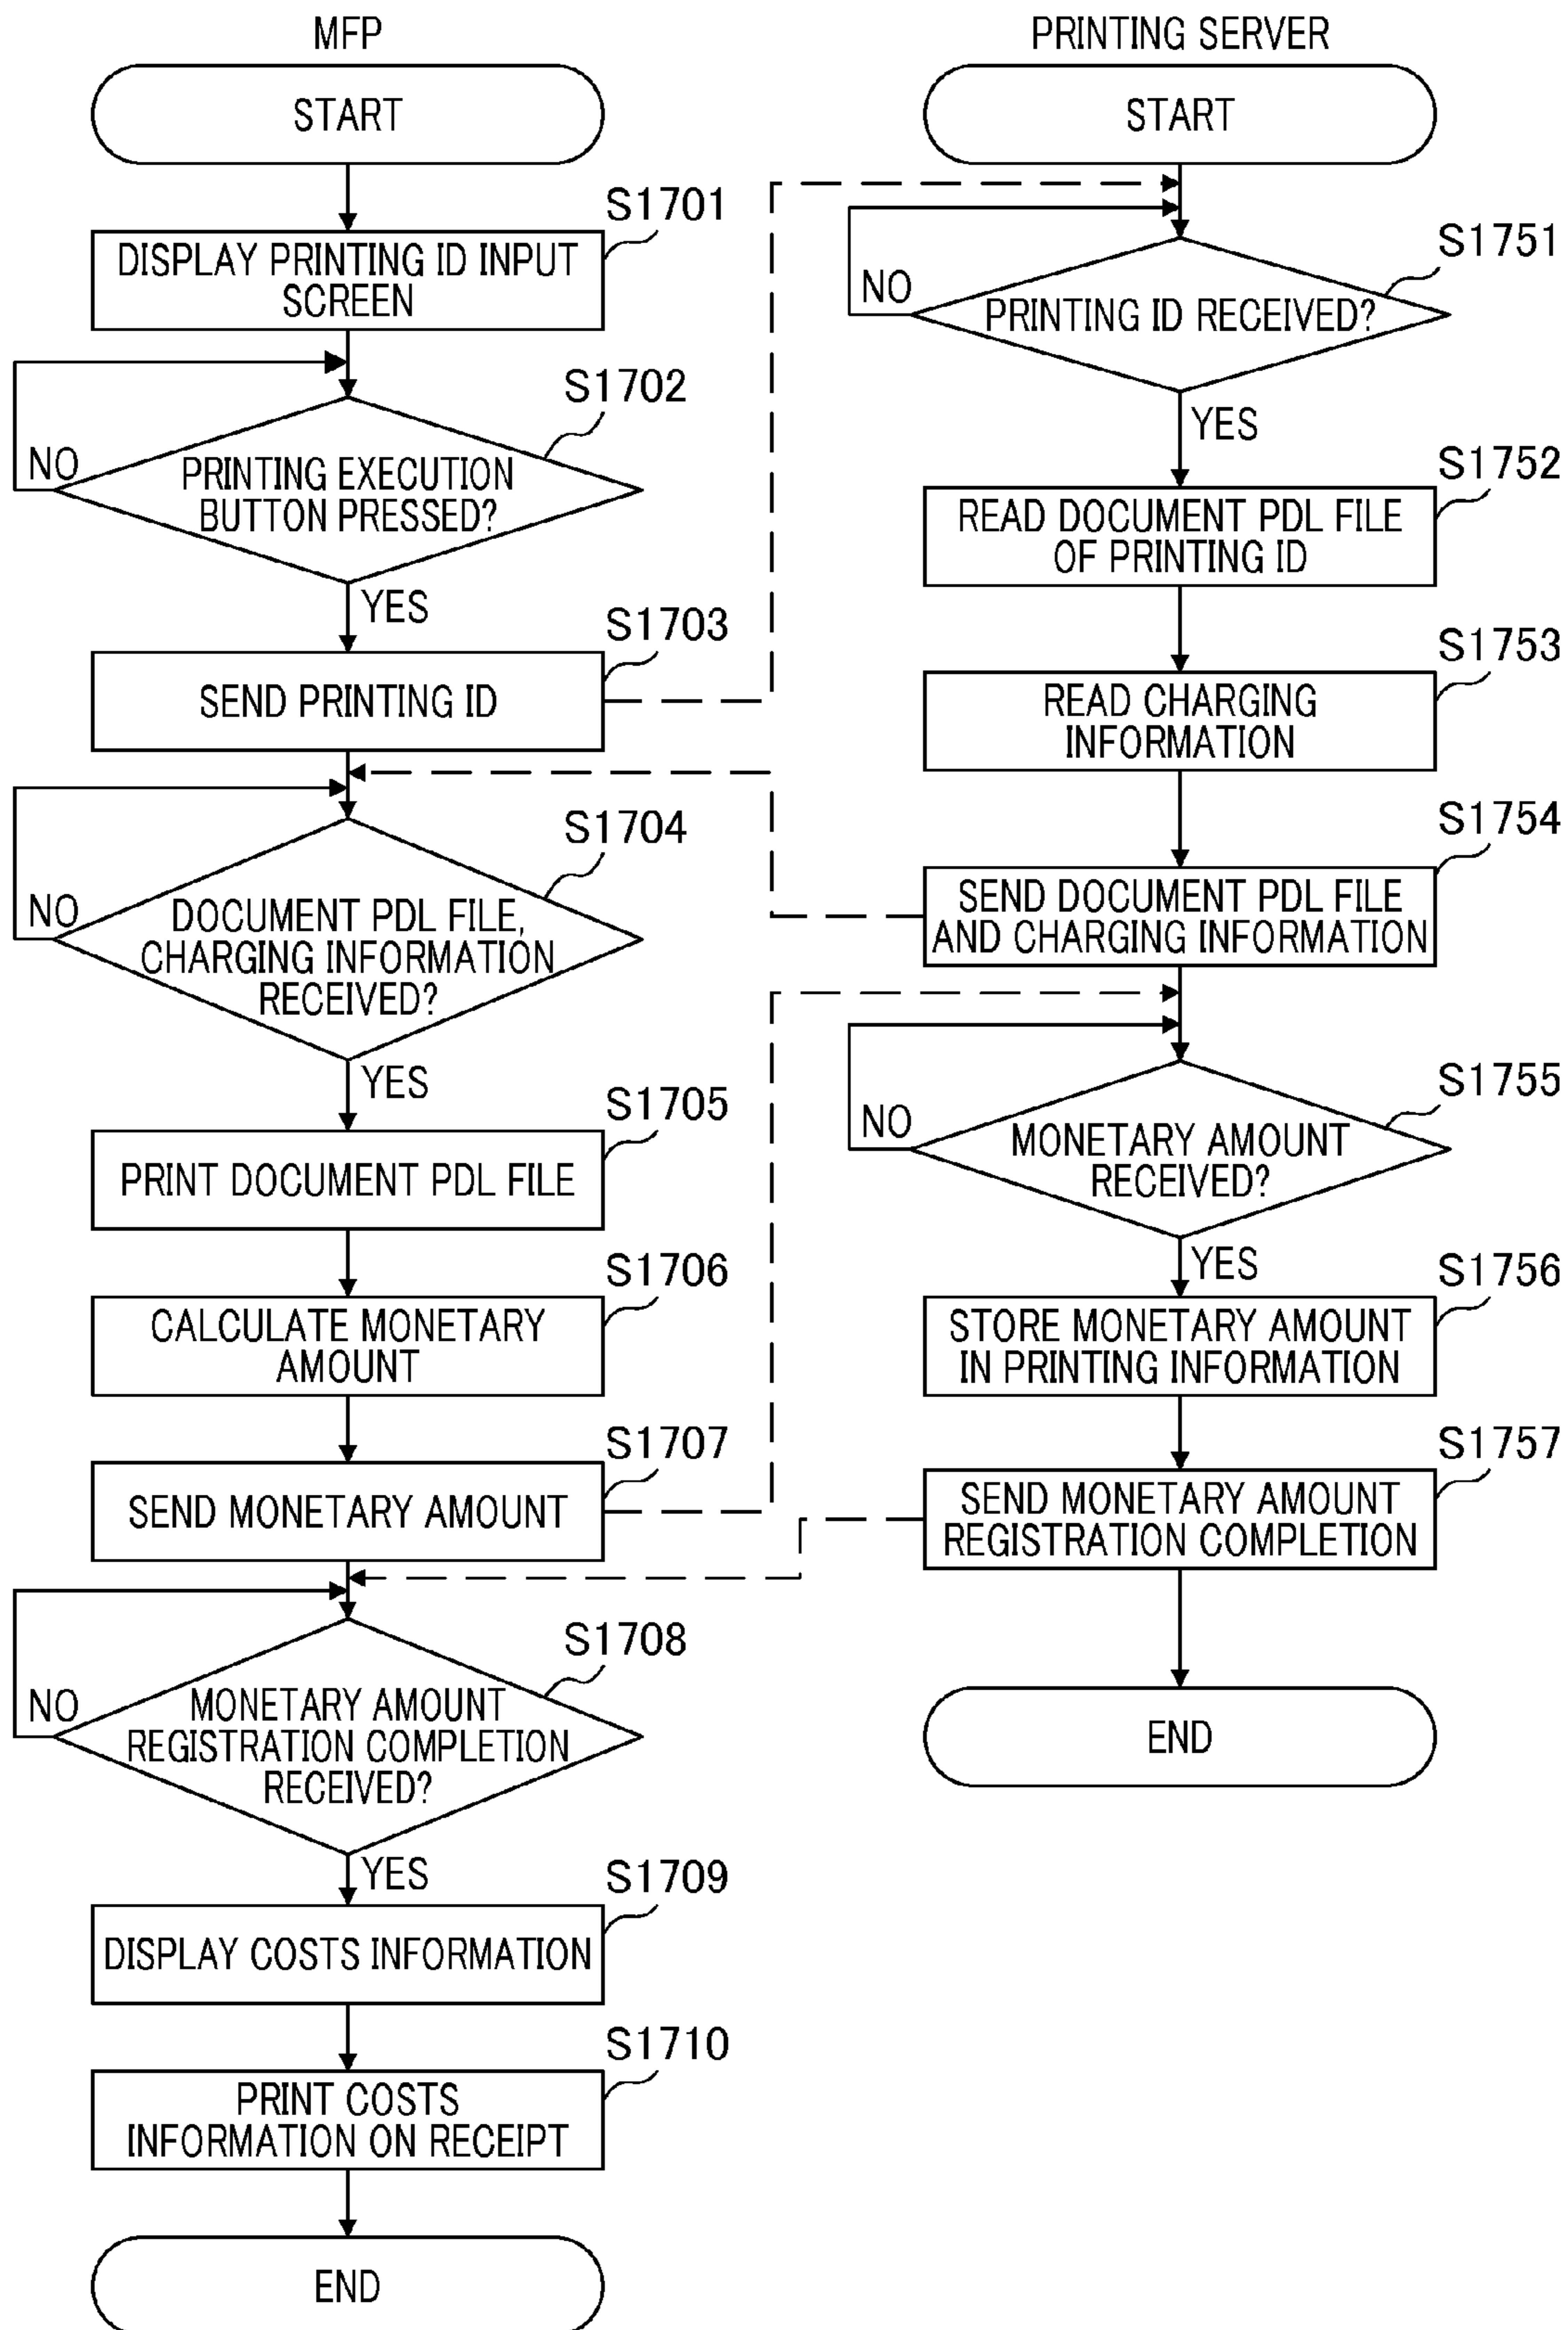 MFP
START
S1701
DISPLAY PRINTING ID INPUT
SCREEN
S1702
NO
PRINTING EXECUTION
BUTTON PRESSED?
YES
S1703
SEND PRINTING ID
S1704
NO
DOCUMENT PDL FILE,
CHARGING INFORMATION
RECEIVED?
YES
S1705
PRINT DOCUMENT PDL FILE
S1706
CALCULATE MONETARY
AMOUNT
S1707
SEND MONETARY AMOUNT
S1708
NO
MONETARY AMOUNT
REGISTRATION COMPLETION
RECEIVED?
YES
S1709
DISPLAY COSTS INFORMATION
S1710
PRINT COSTS
INFORMATION ON RECEIPT
END
PRINTING SERVER
START
S1751
NO
PRINTING ID RECEIVED?
YES
S1752
READ DOCUMENT PDL FILE
OF PRINTING ID
S1753
READ CHARGING
INFORMATION
S1754
SEND DOCUMENT PDL FILE
AND CHARGING INFORMATION
S1755
NO
MONETARY AMOUNT
RECEIVED?
YES
S1756
STORE MONETARY AMOUNT
IN PRINTING INFORMATION
S1757
SEND MONETARY AMOUNT
REGISTRATION COMPLETION
END